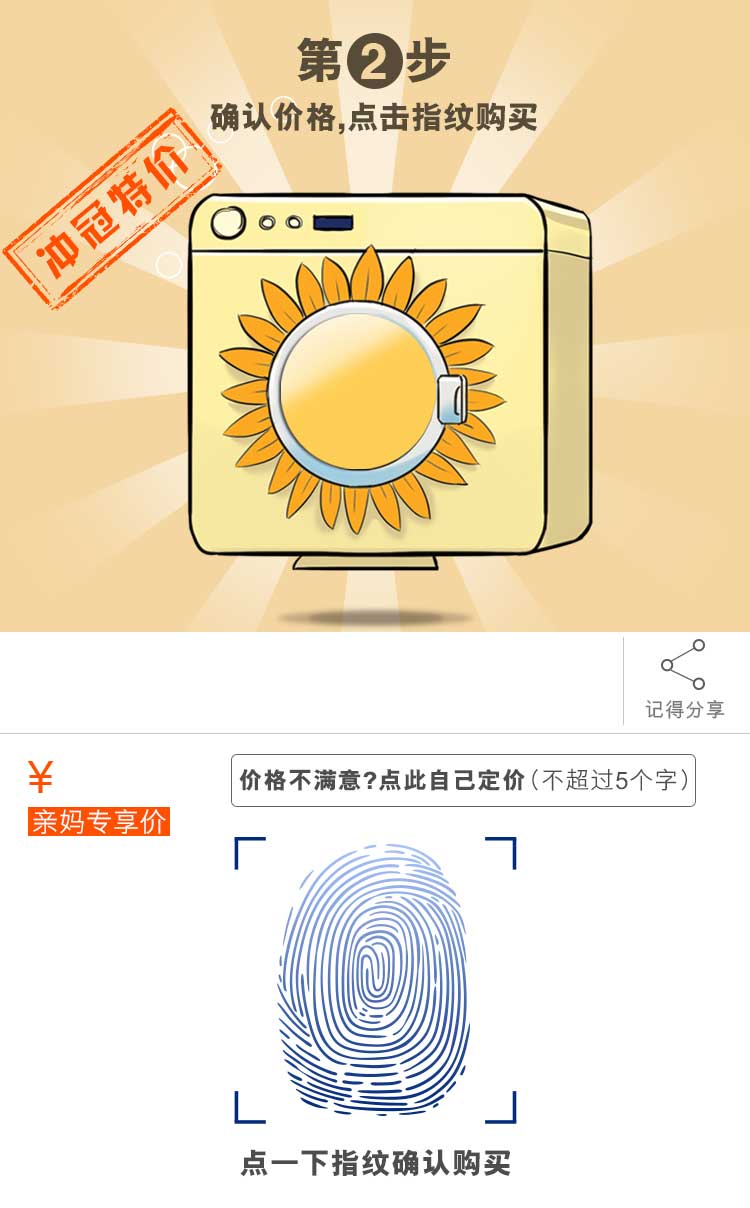 第2步
确认价格,点击指纹购买
冲冠特价
记得分享
¥
价格不满意?点此自己定价(不超过5个字)
亲妈专享价
点一下指纹确认购买